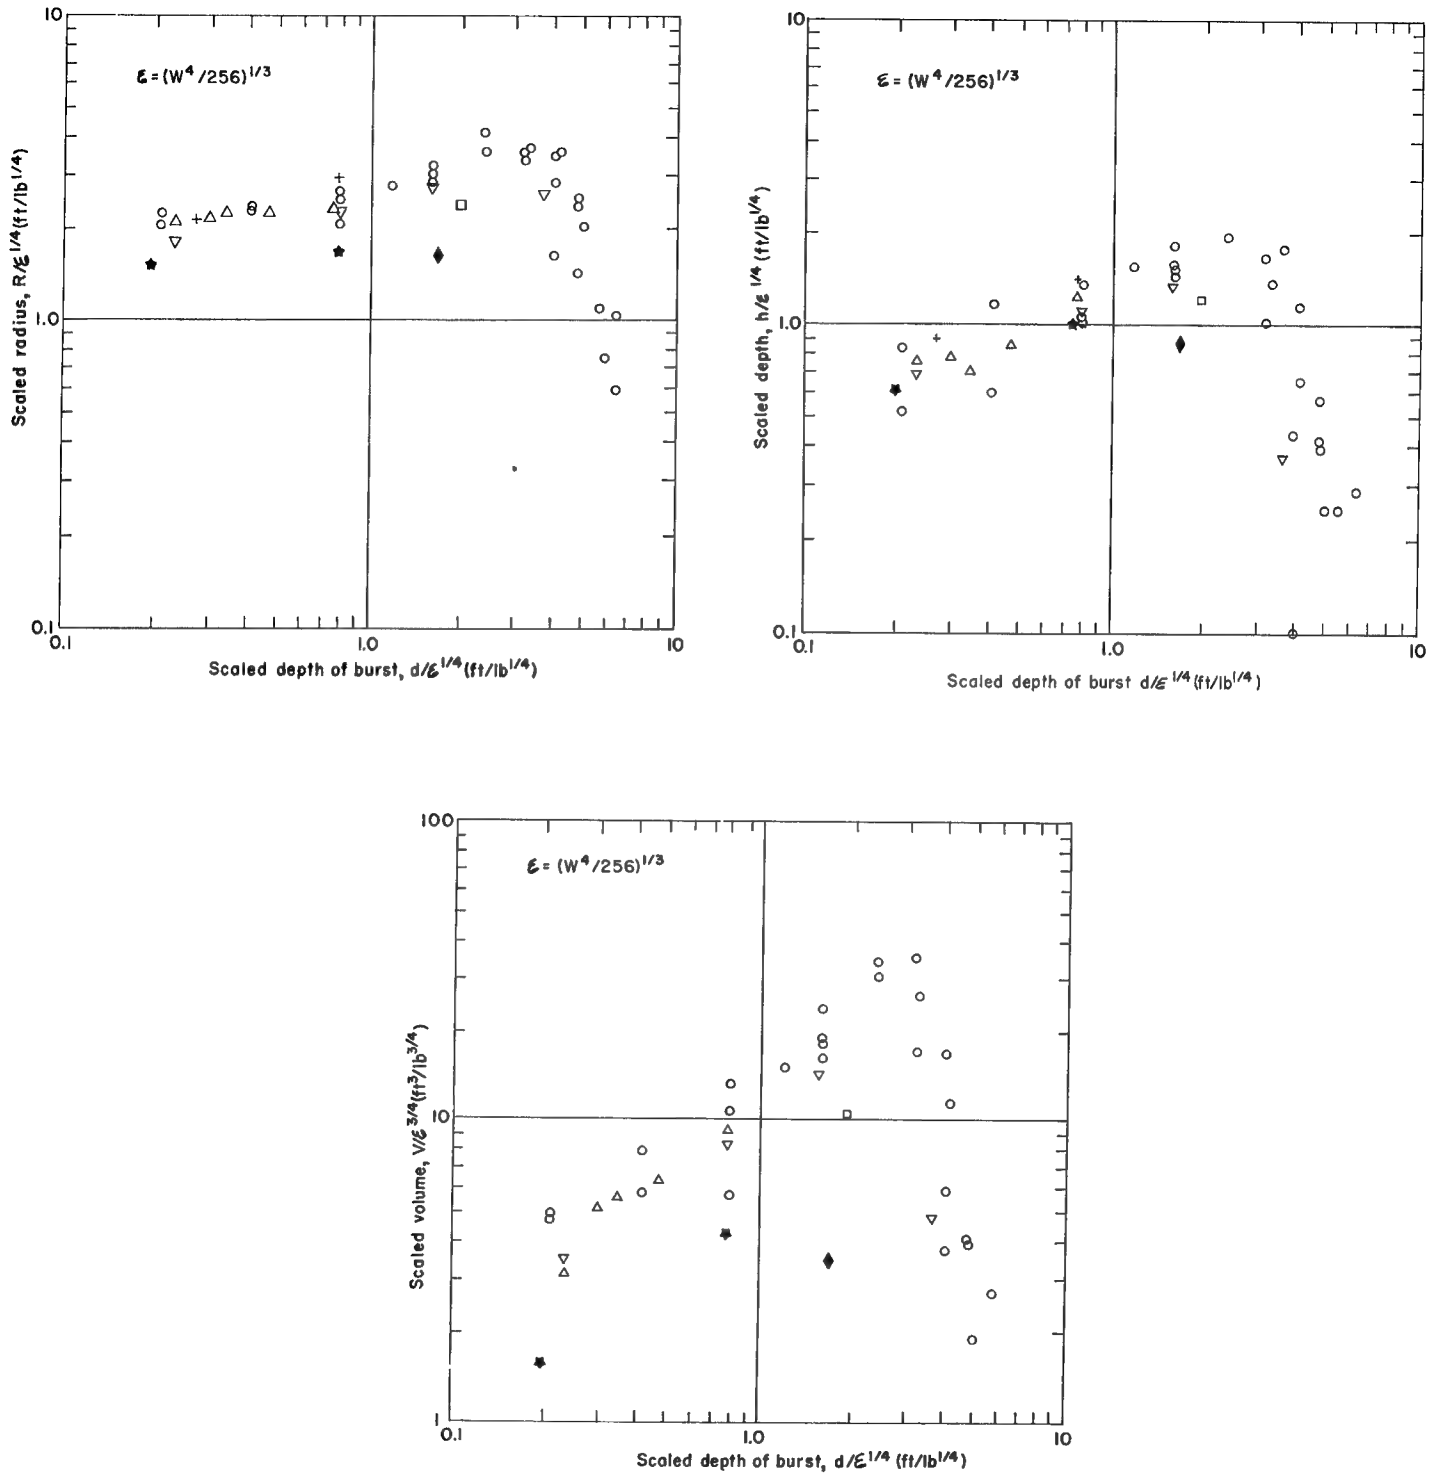 10
ℰ = (W⁴/256)^1/3
Scaled radius, R/ℰ^1/4 (ft/lb^1/4)
1.0
0.1
0.1 1.0 10
Scaled depth of burst, d/ℰ^1/4 (ft/lb^1/4)
10
ℰ = (W⁴/256)^1/3
Scaled depth, h/ℰ^1/4 (ft/lb^1/4)
1.0
0.1
0.1 1.0 10
Scaled depth of burst d/ℰ^1/4 (ft/lb^1/4)
100
ℰ = (W⁴/256)^1/3
Scaled volume, V/ℰ^3/4 (ft³/lb^3/4)
10
1
0.1 1.0 10
Scaled depth of burst, d/ℰ^1/4 (ft/lb^1/4)